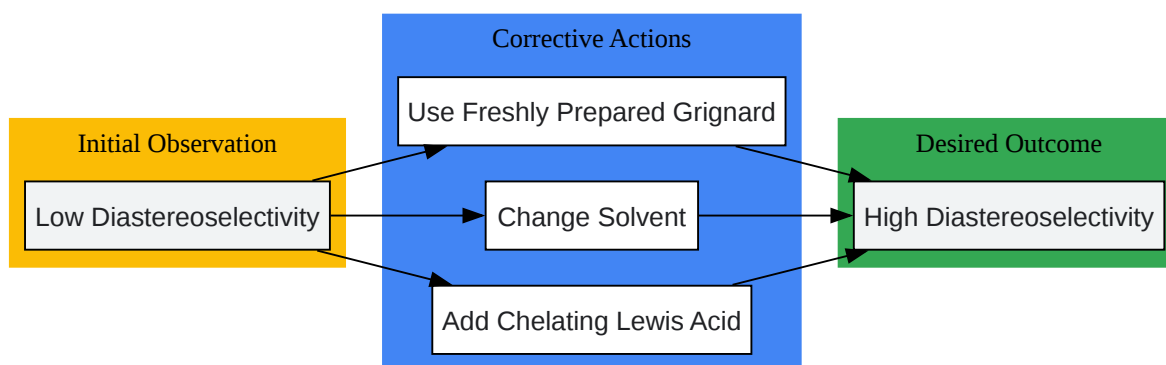 Initial Observation
Low Diastereoselectivity
Corrective Actions
Use Freshly Prepared Grignard
Change Solvent
Add Chelating Lewis Acid
Desired Outcome
High Diastereoselectivity